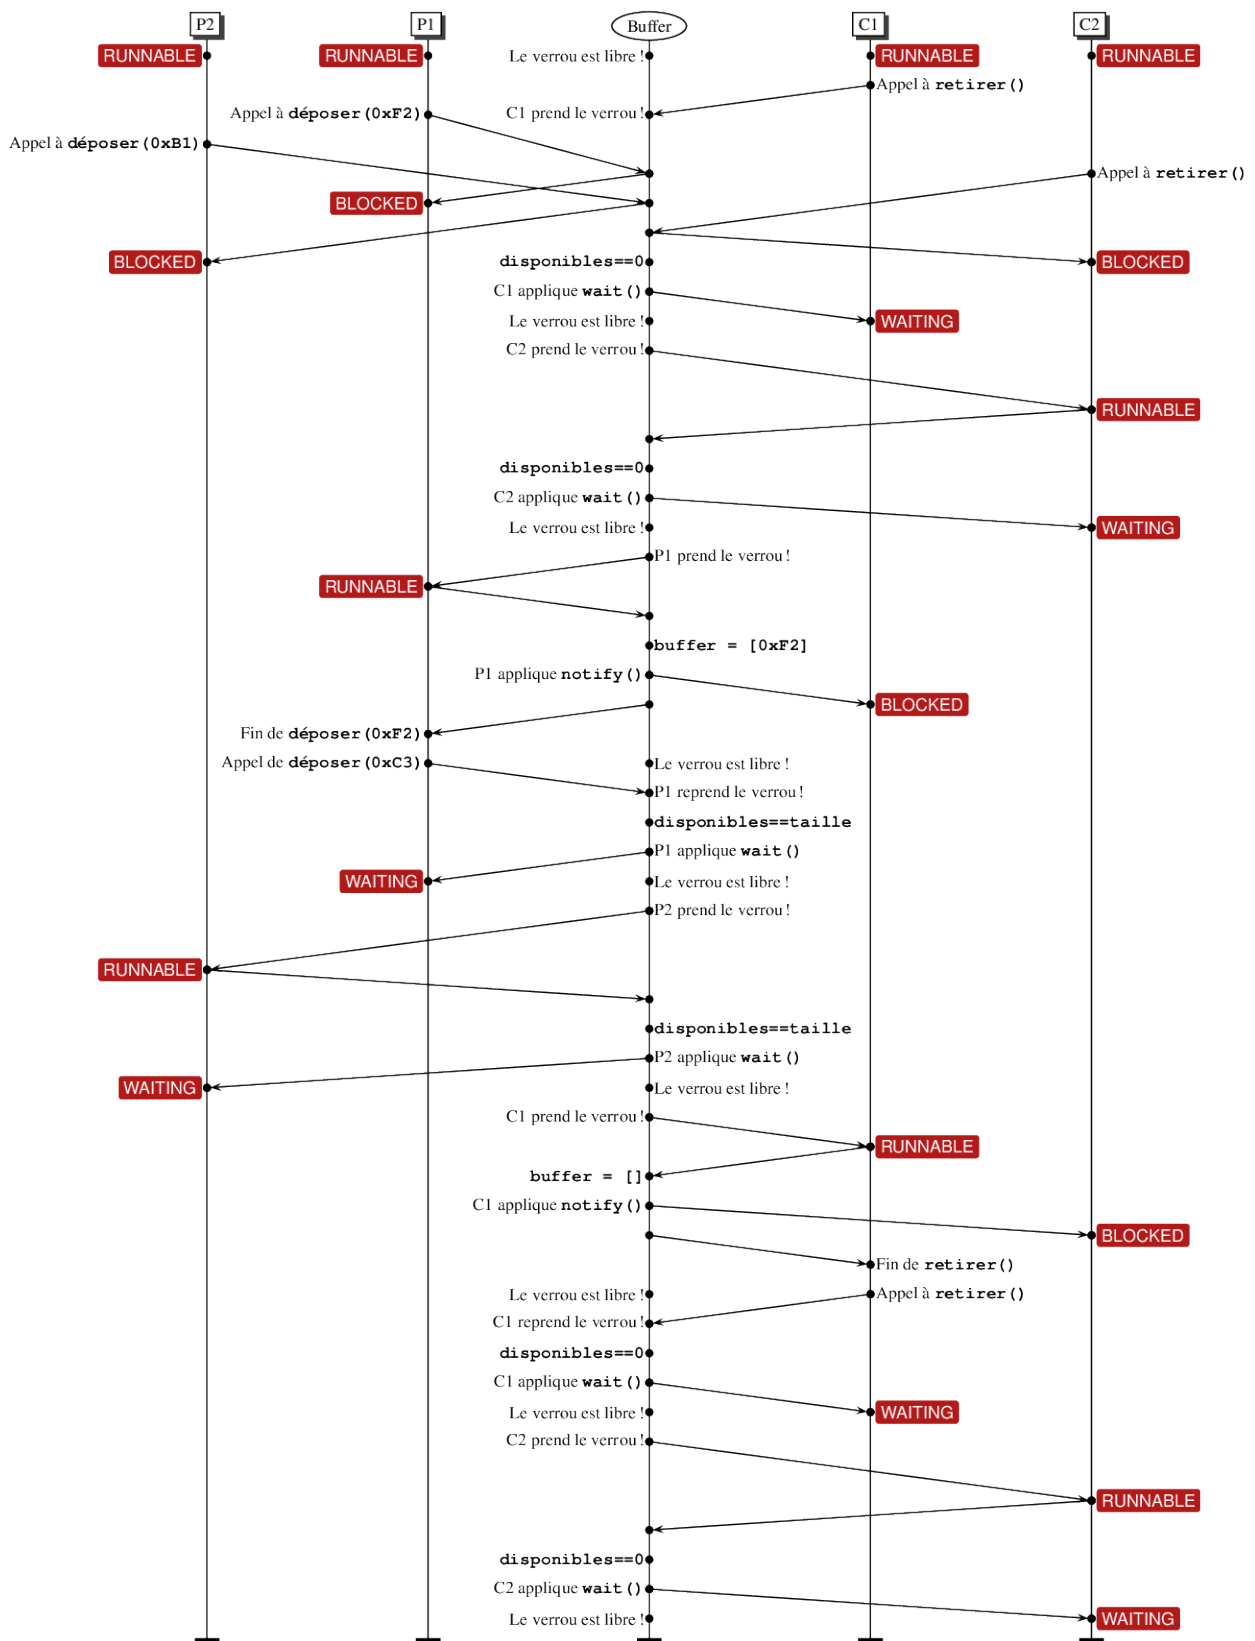 P2 P1 Buffer C1 C2
RUNNABLE RUNNABLE Le verrou est libre ! RUNNABLE RUNNABLE
Appel à retirer()
Appel à déposer(0xF2) C1 prend le verrou !
Appel à déposer(0xB1)
Appel à retirer()
BLOCKED
BLOCKED disponibles==0 BLOCKED
C1 applique wait()
Le verrou est libre ! WAITING
C2 prend le verrou !
RUNNABLE
disponibles==0
C2 applique wait()
Le verrou est libre ! WAITING
P1 prend le verrou !
RUNNABLE
buffer = [0xF2]
P1 applique notify()
BLOCKED
Fin de déposer(0xF2)
Appel de déposer(0xC3) Le verrou est libre !
P1 reprend le verrou !
disponibles==taille
P1 applique wait()
WAITING Le verrou est libre !
P2 prend le verrou !
RUNNABLE
disponibles==taille
P2 applique wait()
WAITING Le verrou est libre !
C1 prend le verrou !
RUNNABLE
buffer = []
C1 applique notify()
BLOCKED
Fin de retirer()
Le verrou est libre ! Appel à retirer()
C1 reprend le verrou !
disponibles==0
C1 applique wait()
Le verrou est libre ! WAITING
C2 prend le verrou !
RUNNABLE
disponibles==0
C2 applique wait()
Le verrou est libre ! WAITING